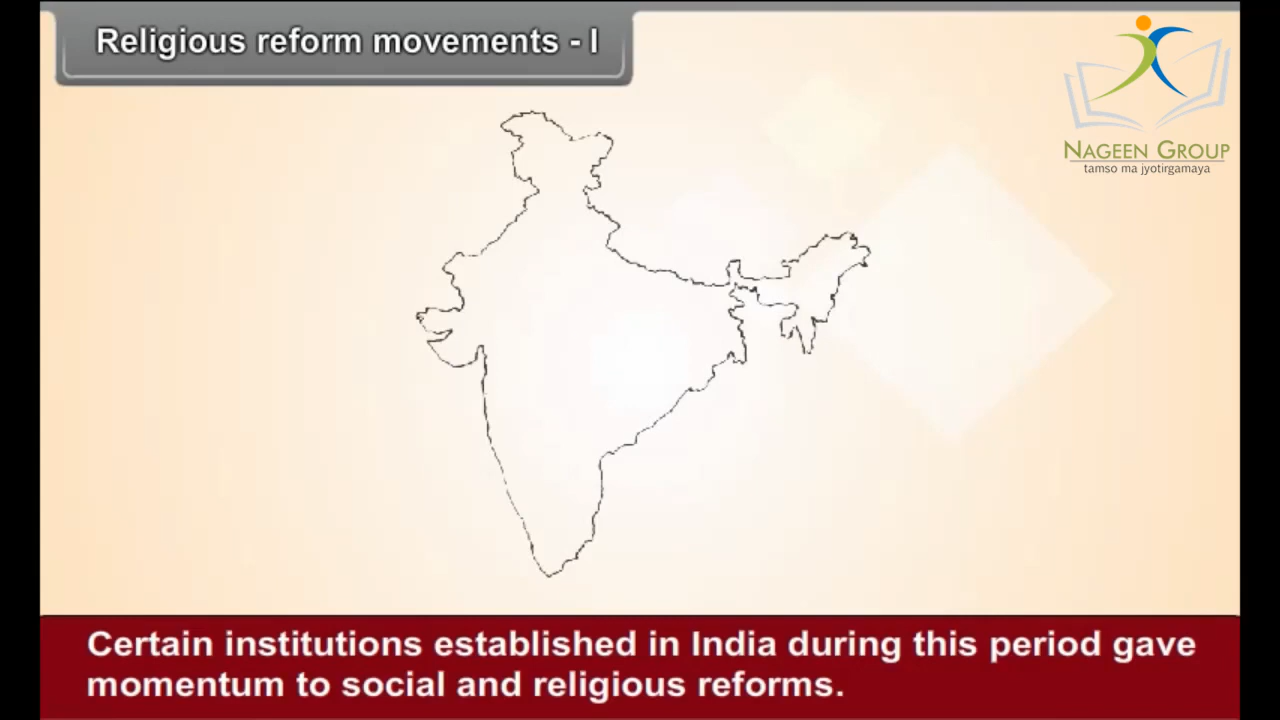 Religious reform movements - I
NAGEEN GROUP
tamso ma jyotirgamaya
Certain institutions established in India during this period gave
momentum to social and religious reforms.